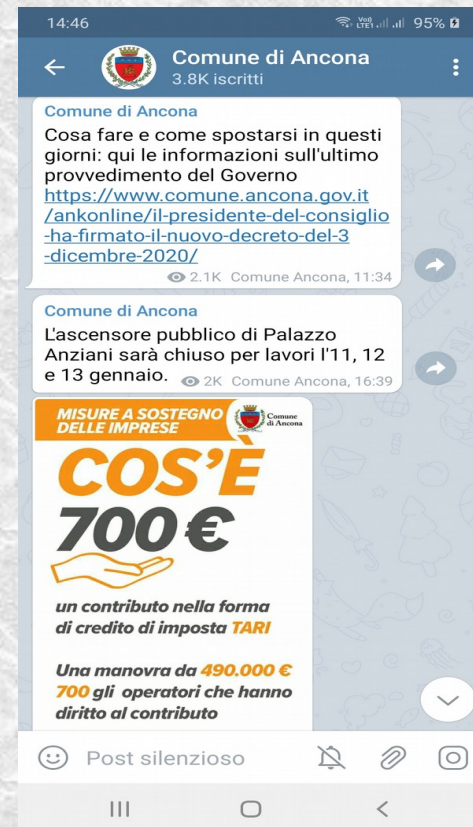 14:46
Vo)) LTE1 95%
Comune di Ancona
3.8K iscritti
Comune di Ancona
Cosa fare e come spostarsi in questi
giorni: qui le informazioni sull'ultimo
provvedimento del Governo
https://www.comune.ancona.gov.it
/ankonline/il-presidente-del-consiglio
-ha-firmato-il-nuovo-decreto-del-3
-dicembre-2020/
2.1K Comune Ancona, 11:34
Comune di Ancona
L'ascensore pubblico di Palazzo
Anziani sarà chiuso per lavori l'11, 12
e 13 gennaio.
2K Comune Ancona, 16:39
MISURE A SOSTEGNO
DELLE IMPRESE
Comune
di Ancona
COS'È
700 €
un contributo nella forma
di credito di imposta TARI
Una manovra da 490.000 €
700 gli operatori che hanno
diritto al contributo
Post silenzioso